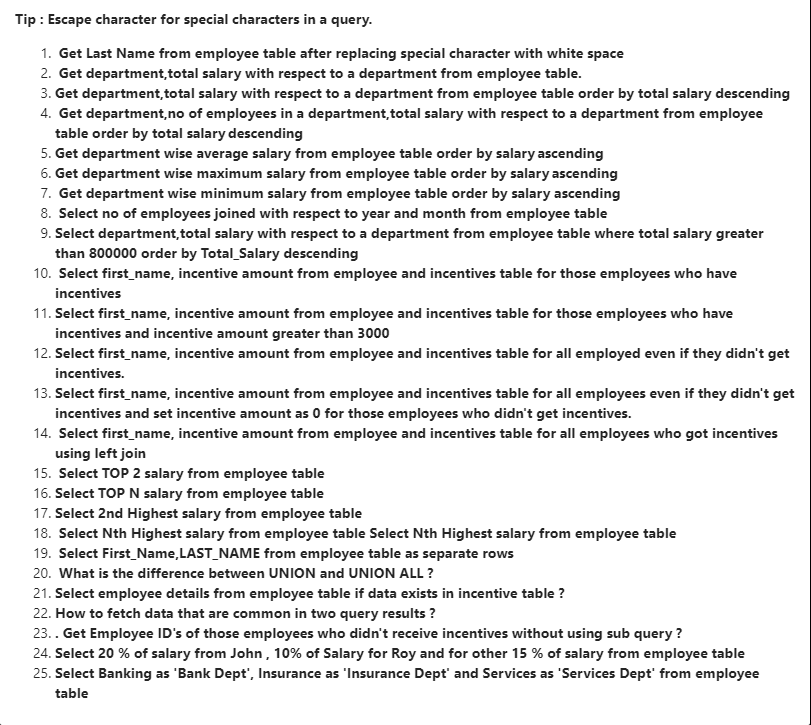 Tip : Escape character for special characters in a query.
1. Get Last Name from employee table after replacing special character with white space
2. Get department,total salary with respect to a department from employee table.
3. Get department,total salary with respect to a department from employee table order by total salary descending
4. Get department,no of employees in a department,total salary with respect to a department from employee
table order by total salary descending
5. Get department wise average salary from employee table order by salary ascending
6. Get department wise maximum salary from employee table order by salary ascending
7. Get department wise minimum salary from employee table order by salary ascending
8. Select no of employees joined with respect to year and month from employee table
9. Select department,total salary with respect to a department from employee table where total salary greater
than 800000 order by Total_Salary descending
10. Select first_name, incentive amount from employee and incentives table for those employees who have
incentives
11. Select first_name, incentive amount from employee and incentives table for those employees who have
incentives and incentive amount greater than 3000
12. Select first_name, incentive amount from employee and incentives table for all employed even if they didn't get
incentives.
13. Select first_name, incentive amount from employee and incentives table for all employees even if they didn't get
incentives and set incentive amount as 0 for those employees who didn't get incentives.
14. Select first_name, incentive amount from employee and incentives table for all employees who got incentives
using left join
15. Select TOP 2 salary from employee table
16. Select TOP N salary from employee table
17. Select 2nd Highest salary from employee table
18. Select Nth Highest salary from employee table Select Nth Highest salary from employee table
19. Select First_Name,LAST_NAME from employee table as separate rows
20. What is the difference between UNION and UNION ALL ?
21. Select employee details from employee table if data exists in incentive table ?
22. How to fetch data that are common in two query results ?
23. . Get Employee ID's of those employees who didn't receive incentives without using sub query ?
24. Select 20 % of salary from John , 10% of Salary for Roy and for other 15 % of salary from employee table
25. Select Banking as 'Bank Dept', Insurance as 'Insurance Dept' and Services as 'Services Dept' from employee
table